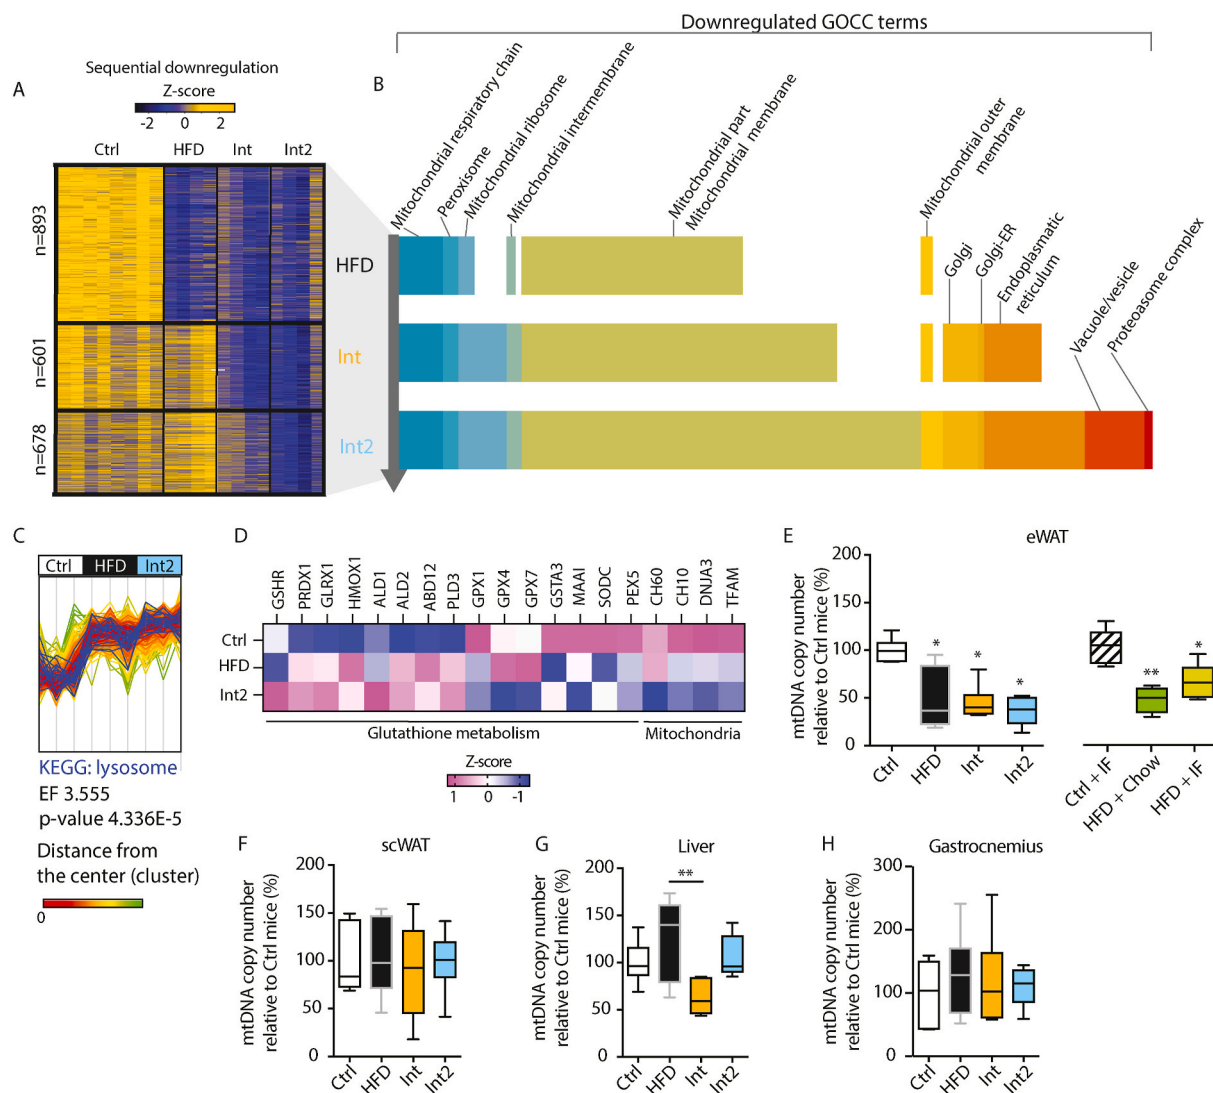 Downregulated GOCC terms
A
Sequential downregulation
Z-score
-2 0 2
Ctrl HFD Int Int2
n=893
n=601
n=678
B
Mitochondrial respiratory chain
Peroxisome
Mitochondrial ribosome
Mitochondrial intermembrane
Mitochondrial part
Mitochondrial membrane
Mitochondrial outer
membrane
Golgi
Golgi-ER
Endoplasmatic
reticulum
Vacuole/vesicle
Proteoasome complex
HFD
Int
Int2
C
Ctrl HFD Int2
KEGG: lysosome
EF 3.555
p-value 4.336E-5
Distance from
the center (cluster)
0
D
GSHR
PRDX1
GLRX1
HMOX1
ALD1
ALD2
ABD12
PLD3
GPX1
GPX4
GPX7
GSTA3
MAAI
SODC
PEX5
CH60
CH10
DNJA3
TFAM
Ctrl
HFD
Int2
Glutathione metabolism
Mitochondria
Z-score
1 0 -1
E
eWAT
mtDNA copy number
relative to Ctrl mice (%)
200
150
100
50
0
*
*
*
**
*
Ctrl
HFD
Int
Int2
Ctrl + IF
HFD + Chow
HFD + IF
F
scWAT
mtDNA copy number
relative to Ctrl mice (%)
200
150
100
50
0
Ctrl
HFD
Int
Int2
G
Liver
mtDNA copy number
relative to Ctrl mice (%)
200
150
100
50
0
**
Ctrl
HFD
Int
Int2
H
Gastrocnemius
mtDNA copy number
relative to Ctrl mice (%)
300
200
100
0
Ctrl
HFD
Int
Int2